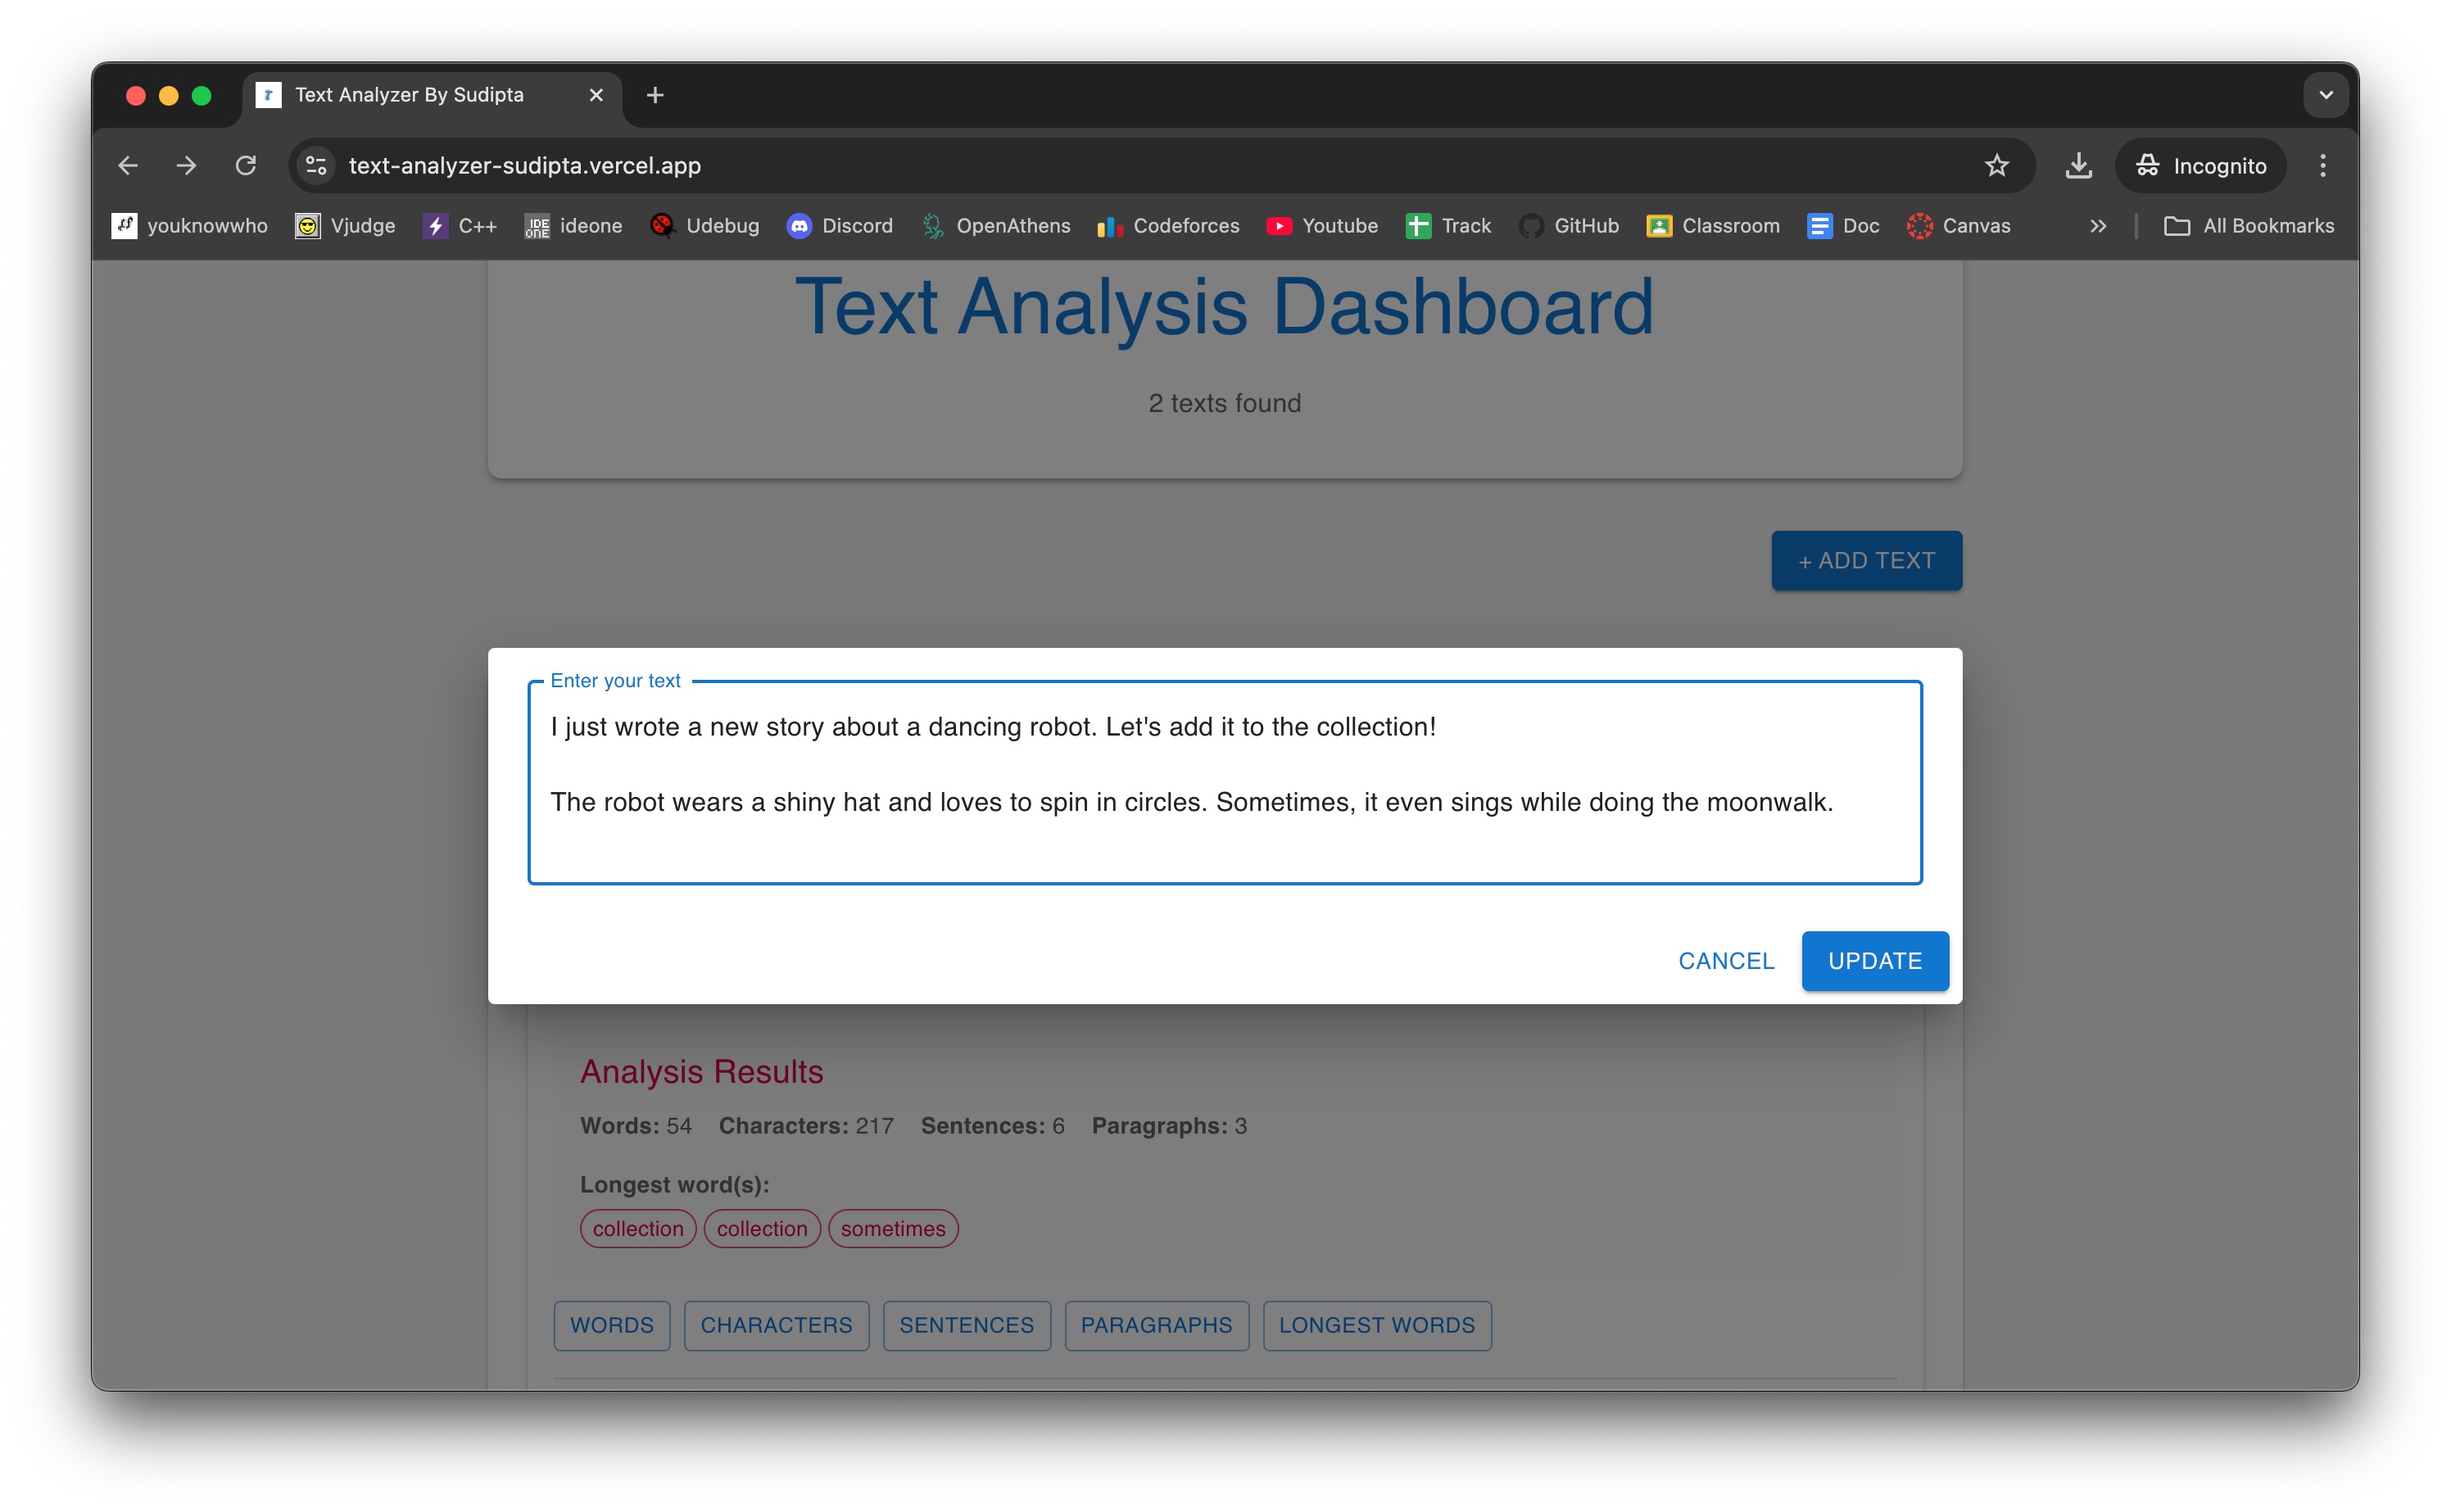 Text Analyzer By Sudipta
text-analyzer-sudipta.vercel.app
Incognito
youknowwho
Vjudge
C++
IDE
ONE
ideone
Udebug
Discord
OpenAthens
Codeforces
Youtube
Track
GitHub
Classroom
Doc
Canvas
All Bookmarks
Text Analysis Dashboard
2 texts found
+ ADD TEXT
Enter your text
I just wrote a new story about a dancing robot. Let's add it to the collection!
The robot wears a shiny hat and loves to spin in circles. Sometimes, it even sings while doing the moonwalk.
CANCEL
UPDATE
Analysis Results
Words: 54 Characters: 217 Sentences: 6 Paragraphs: 3
Longest word(s):
collection collection sometimes
WORDS CHARACTERS SENTENCES PARAGRAPHS LONGEST WORDS